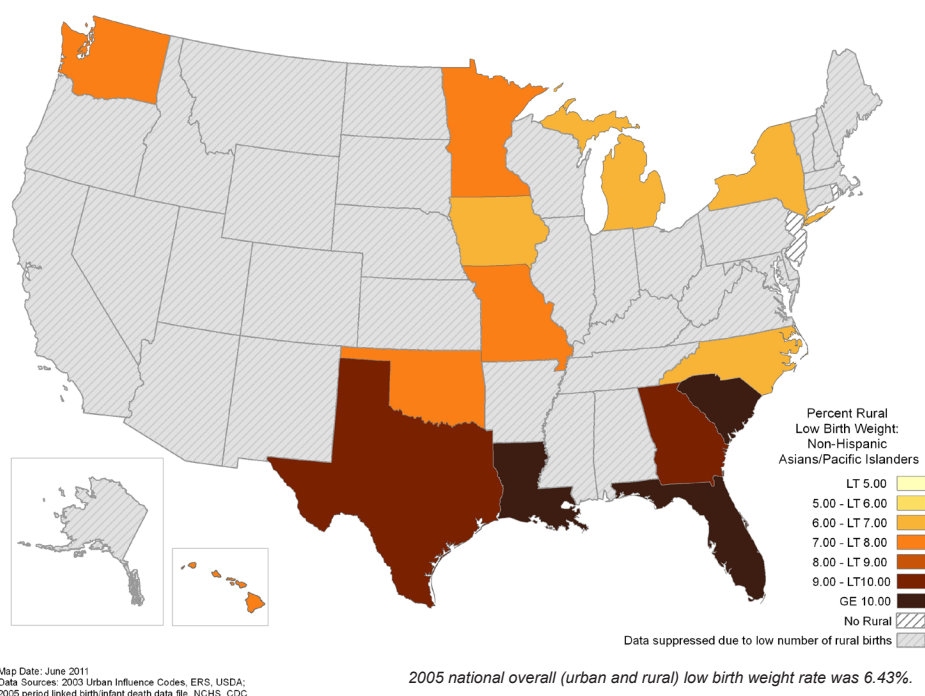 Percent Rural
Low Birth Weight:
Non-Hispanic
Asians/Pacific Islanders
LT 5.00
5.00 - LT 6.00
6.00 - LT 7.00
7.00 - LT 8.00
8.00 - LT 9.00
9.00 - LT10.00
GE 10.00
No Rural
Data suppressed due to low number of rural births
Map Date: June 2011
Data Sources: 2003 Urban Influence Codes, ERS, USDA;
2005 period linked birth/infant death data file, NCHS, CDC
2005 national overall (urban and rural) low birth weight rate was 6.43%.